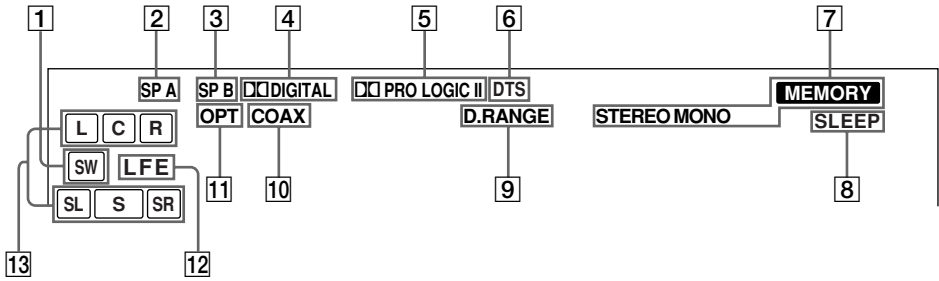 1 2 3 4 5 6 7
SP A SP B DIGITAL PRO LOGIC II DTS MEMORY
OPT COAX D.RANGE STEREO MONO SLEEP
L C R
SW LFE
SL S SR
11 10 9 8
13 12